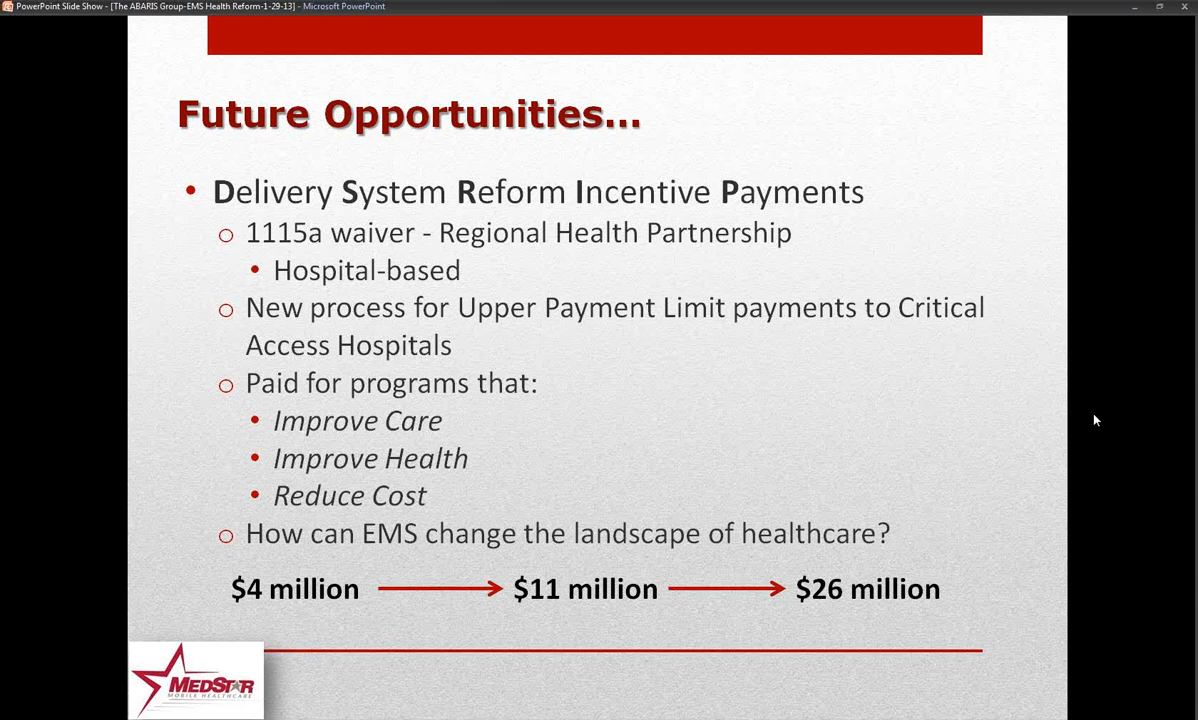 PowerPoint Slide Show - [The ABARIS Group-EMS Health Reform-1-29-13] - Microsoft PowerPoint
Future Opportunities...
• Delivery System Reform Incentive Payments
o 1115a waiver - Regional Health Partnership
• Hospital-based
o New process for Upper Payment Limit payments to Critical
Access Hospitals
o Paid for programs that:
• Improve Care
• Improve Health
• Reduce Cost
o How can EMS change the landscape of healthcare?
$4 million $11 million $26 million
MEDSTAR
MOBILE HEALTHCARE